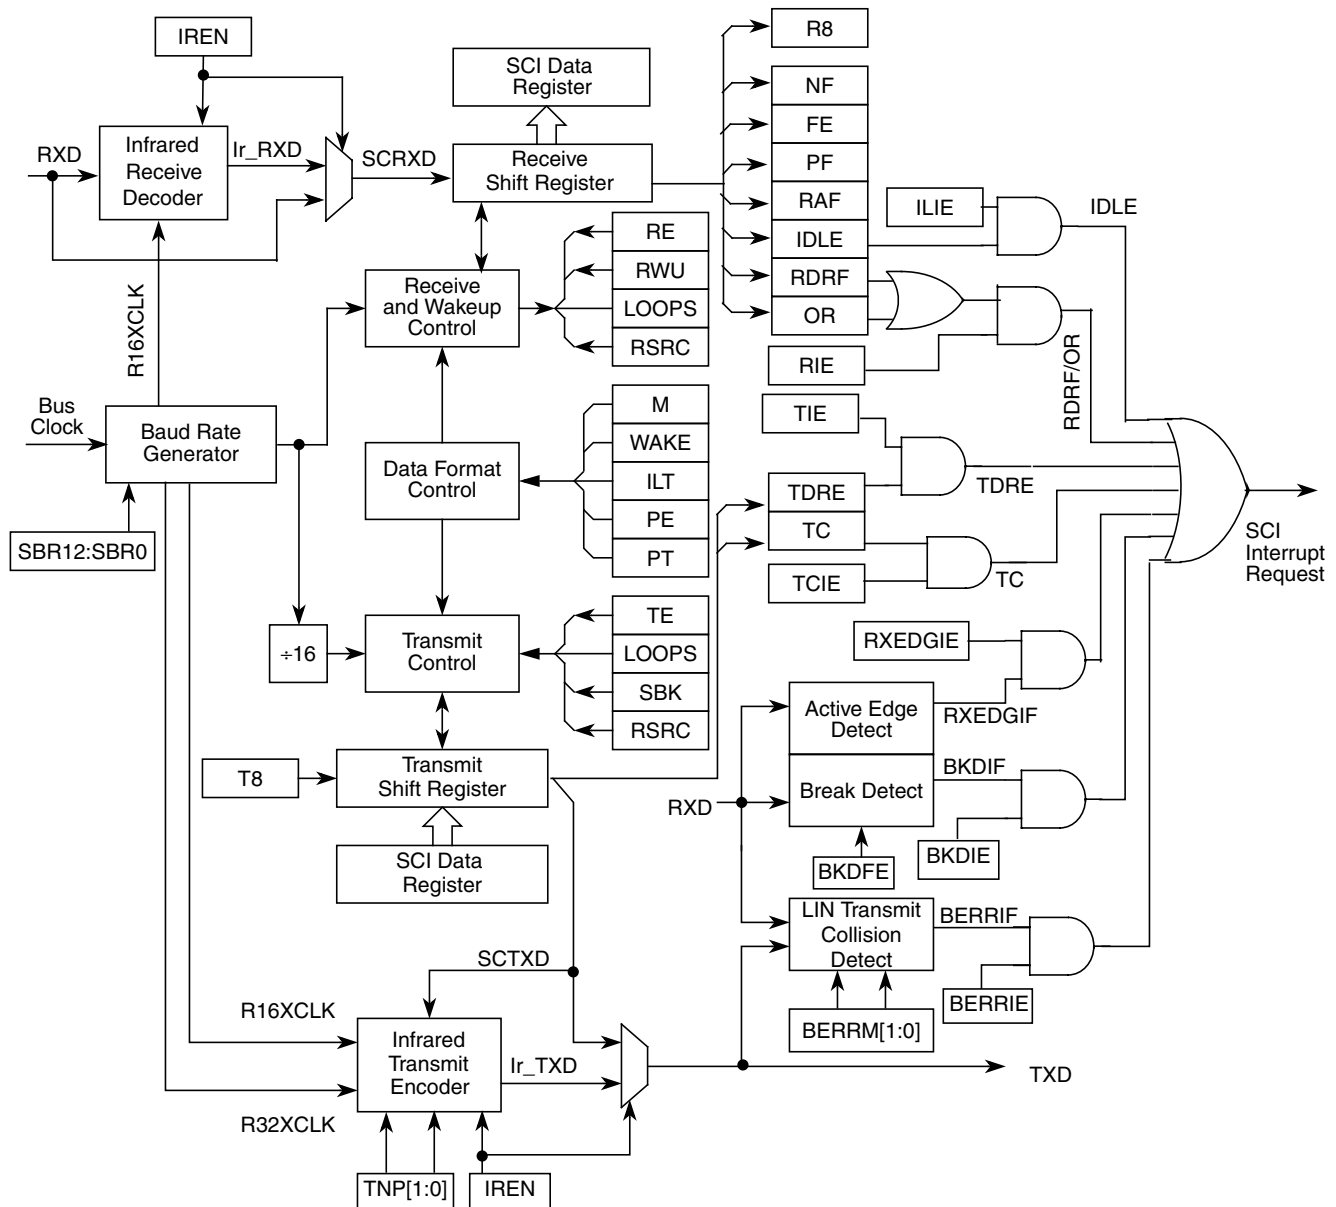 IREN
SCI Data
Register
R8
NF
FE
PF
RAF
IDLE
RDRF
OR
RXD
Infrared
Receive
Decoder
Ir_RXD
SCRXD
Receive
Shift Register
ILIE
IDLE
RE
RWU
LOOPS
RSRC
Receive
and Wakeup
Control
R16XCLK
RIE
RDRF/OR
Bus
Clock
Baud Rate
Generator
SBR12:SBR0
M
WAKE
ILT
PE
PT
Data Format
Control
TIE
TDRE
TC
TCIE
TDRE
TC
SCI
Interrupt
Request
÷16
Transmit
Control
TE
LOOPS
SBK
RSRC
RXEDGIE
Active Edge
Detect
RXEDGIF
T8
Transmit
Shift Register
RXD
Break Detect
BKDIF
BKDIE
BKDFE
SCI Data
Register
LIN Transmit
Collision
Detect
BERRIF
BERRIE
BERRM[1:0]
SCTXD
R16XCLK
Infrared
Transmit
Encoder
Ir_TXD
R32XCLK
TXD
TNP[1:0]
IREN